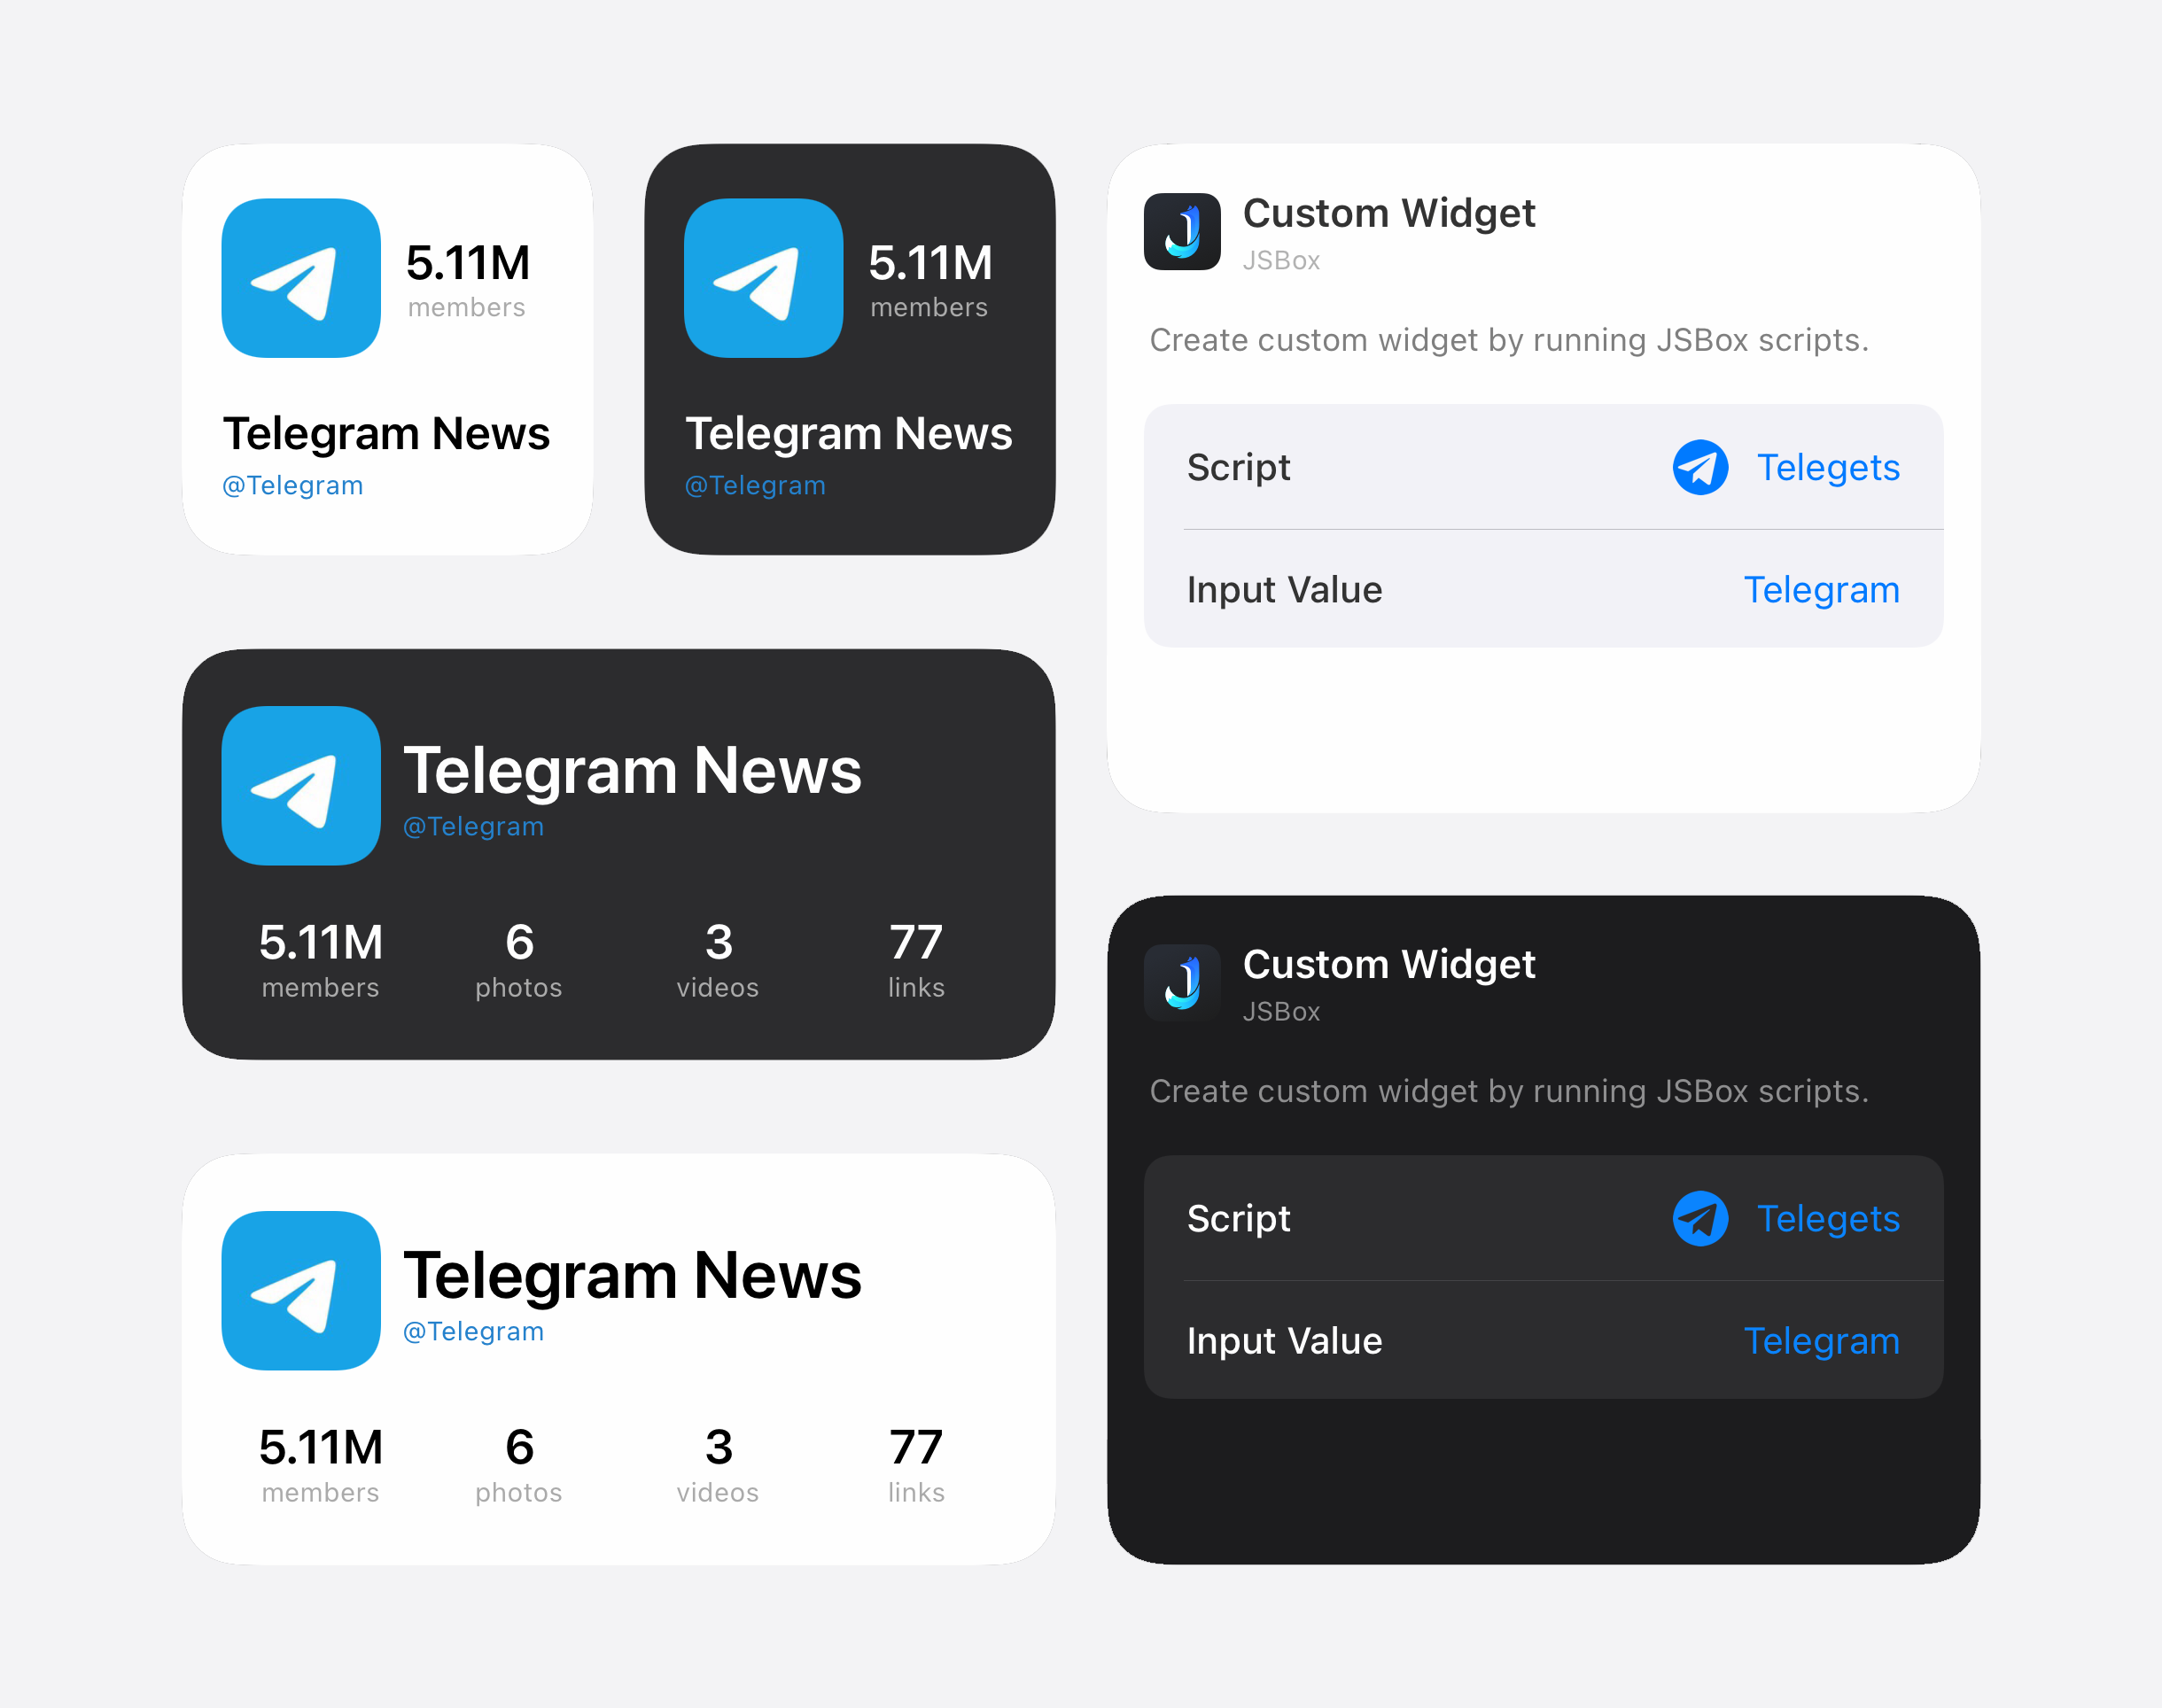 5.11M
members
Telegram News
@Telegram
5.11M
members
Telegram News
@Telegram
Custom Widget
JSBox
Create custom widget by running JSBox scripts.
Script Telegets
Input Value Telegram
Telegram News
@Telegram
5.11M 6 3 77
members photos videos links
Custom Widget
JSBox
Create custom widget by running JSBox scripts.
Script Telegets
Input Value Telegram
Telegram News
@Telegram
5.11M 6 3 77
members photos videos links